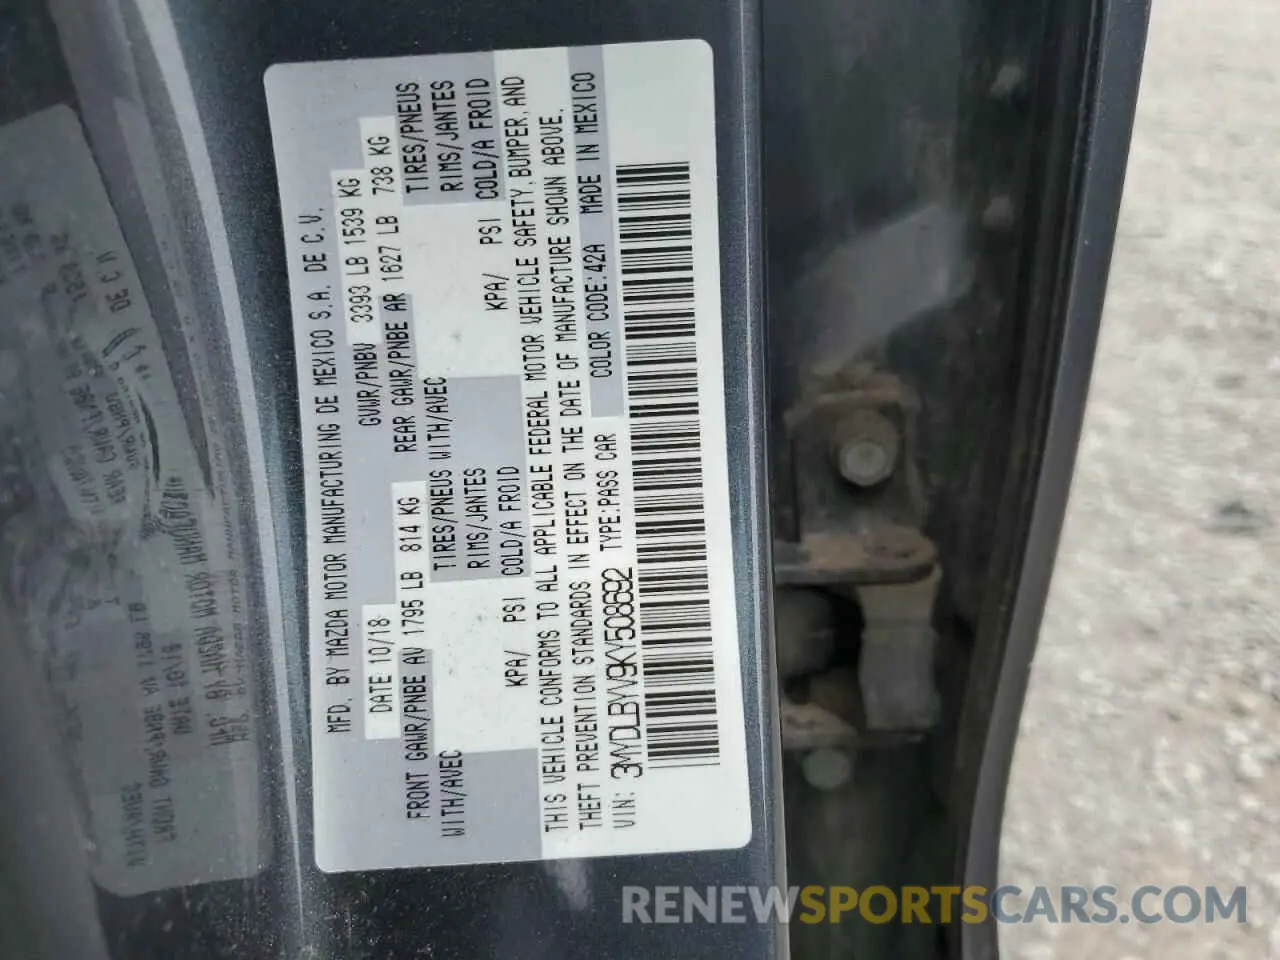 MFD. BY MAZDA MOTOR MANUFACTURING DE MEXICO S.A. DE C.V.
DATE 10/18 GVWR/PNBV 3393 LB 1539 KG
FRONT GAWR/PNBE AV 1795 LB 814 KG REAR GAWR/PNBE AR 1627 LB 738 KG
WITH/AVEC TIRES/PNEUS WITH/AVEC TIRES/PNEUS
RIMS/JANTES RIMS/JANTES
KPA/ PSI COLD/A FROID KPA/ PSI COLD/A FROID
THIS VEHICLE CONFORMS TO ALL APPLICABLE FEDERAL MOTOR VEHICLE SAFETY, BUMPER, AND
THEFT PREVENTION STANDARDS IN EFFECT ON THE DATE OF MANUFACTURE SHOWN ABOVE.
VIN: 3MYDLBYV9KY508592 TYPE:PASS CAR COLOR CODE:42A MADE IN MEXICO
RENEWSPORTSCARS.COM